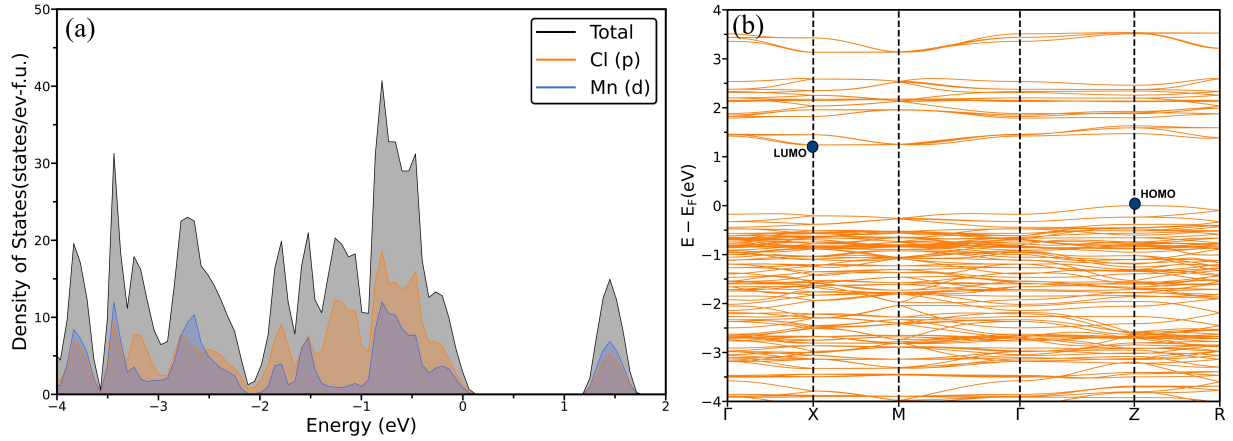 (a)
Total
Cl (p)
Mn (d)
Density of States(states/ev-f.u.)
50
40
30
20
10
0
−4
−3
−2
−1
0
1
2
Energy (eV)
(b)
E − E_F(eV)
4
3
2
1
0
−1
−2
−3
−4
LUMO
HOMO
Γ
X
M
Γ
Z
R